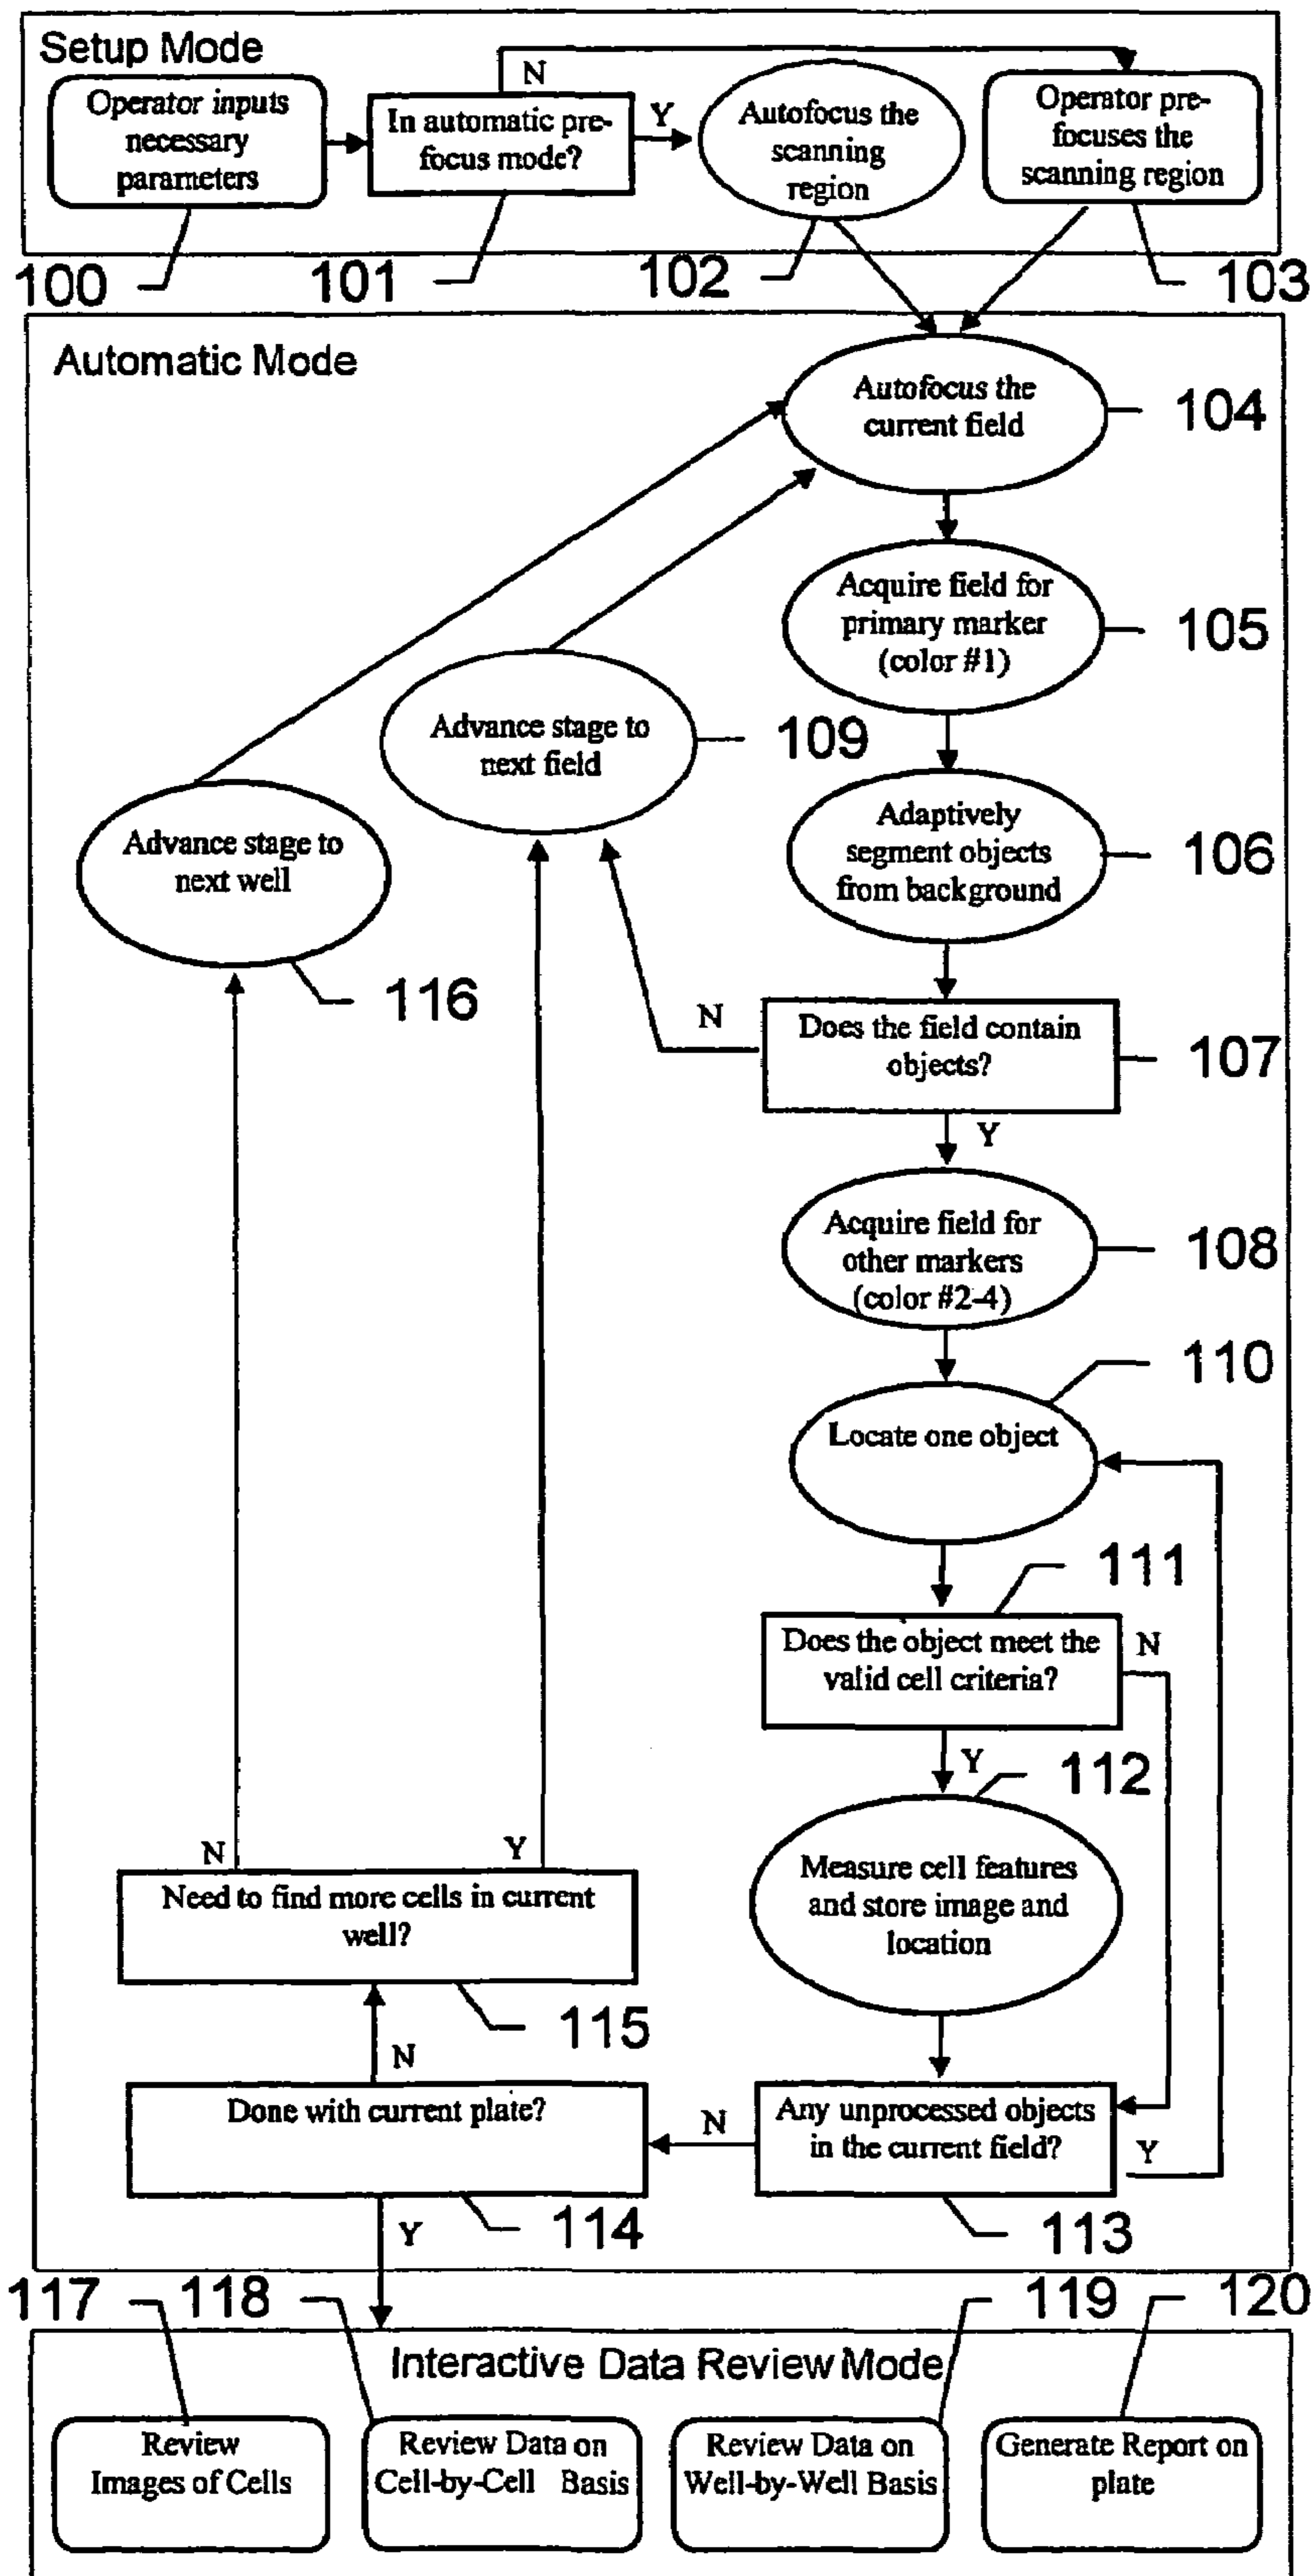 Setup Mode
Operator inputs
necessary
parameters
In automatic pre-
focus mode?
N
Y
Autofocus the
scanning
region
Operator pre-
focuses the
scanning region
100
101
102
103
Automatic Mode
Autofocus the
current field
104
Acquire field for
primary marker
(color #1)
105
Advance stage to
next field
109
Advance stage to
next well
116
Adaptively
segment objects
from background
106
Does the field contain
objects?
107
N
Y
Acquire field for
other markers
(color #2-4)
108
110
Locate one object
111
Does the object meet the
valid cell criteria?
N
Y
112
Measure cell features
and store image and
location
N
Y
Need to find more cells in current
well?
115
N
Done with current plate?
N
Any unprocessed objects
in the current field?
Y
114
Y
113
117
118
119
120
Interactive Data Review Mode
Review
Images of Cells
Review Data on
Cell-by-Cell Basis
Review Data on
Well-by-Well Basis
Generate Report on
plate